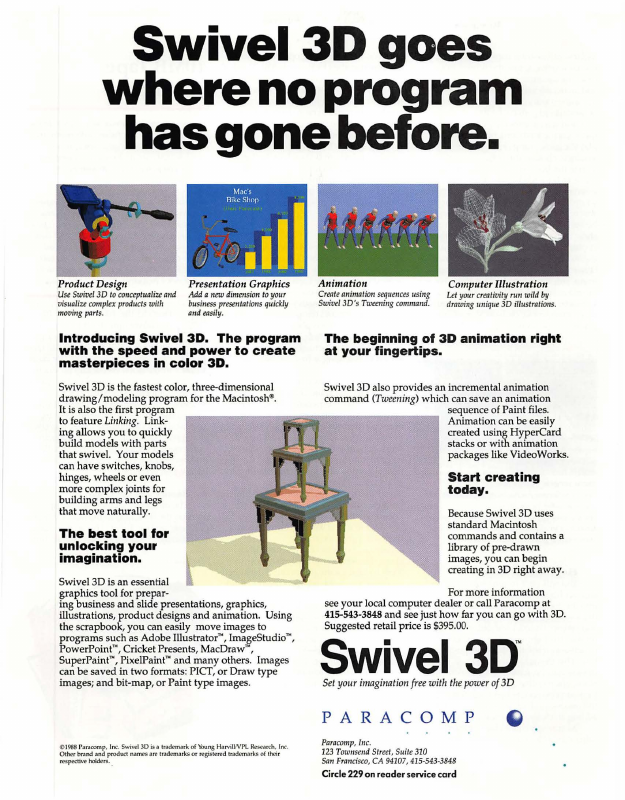 Swivel 3D goes
where no program
has gone before.
Mac's
Bike Shop
Product Design
Use Swivel 3D to conceptualize and
visualize complex products with
moving parts.
Presentation Graphics
Add a new dimension to your
business presentations quickly
and easily.
Animation
Create animation sequences using
Swivel 3D's Tweening command.
Computer Illustration
Let your creativity run wild by
drawing unique 3D illustrations.
Introducing Swivel 3D. The program
with the speed and power to create
masterpieces in color 3D.
Swivel 3D is the fastest color, three-dimensional
drawing/modeling program for the Macintosh®.
It is also the first program
to feature Linking. Link-
ing allows you to quickly
build models with parts
that swivel. Your models
can have switches, knobs,
hinges, wheels or even
more complex joints for
building arms and legs
that move naturally.
The best tool for
unlocking your
imagination.
Swivel 3D is an essential
graphics tool for prepar-
ing business and slide presentations, graphics,
illustrations, product designs and animation. Using
the scrapbook, you can easily move images to
programs such as Adobe Illustrator™, ImageStudio™,
PowerPoint™, Cricket Presents, MacDraw™,
SuperPaint™, PixelPaint™ and many others. Images
can be saved in two formats: PICT, or Draw type
images; and bit-map, or Paint type images.
The beginning of 3D animation right
at your fingertips.
Swivel 3D also provides an incremental animation
command (Tweening) which can save an animation
sequence of Paint files.
Animation can be easily
created using HyperCard
stacks or with animation
packages like VideoWorks.
Start creating
today.
Because Swivel 3D uses
standard Macintosh
commands and contains a
library of pre-drawn
images, you can begin
creating in 3D right away.
For more information
see your local computer dealer or call Paracomp at
415-543-3848 and see just how far you can go with 3D.
Suggested retail price is $395.00.
Swivel 3D™
Set your imagination free with the power of 3D
PARACOMP
Paracomp, Inc.
123 Townsend Street, Suite 310
San Francisco, CA 94107, 415-543-3848
Circle 229 on reader service card
©1988 Paracomp, Inc. Swivel 3D is a trademark of Young Harvill/VPL Research, Inc.
Other brand and product names are trademarks or registered trademarks of their
respective holders.